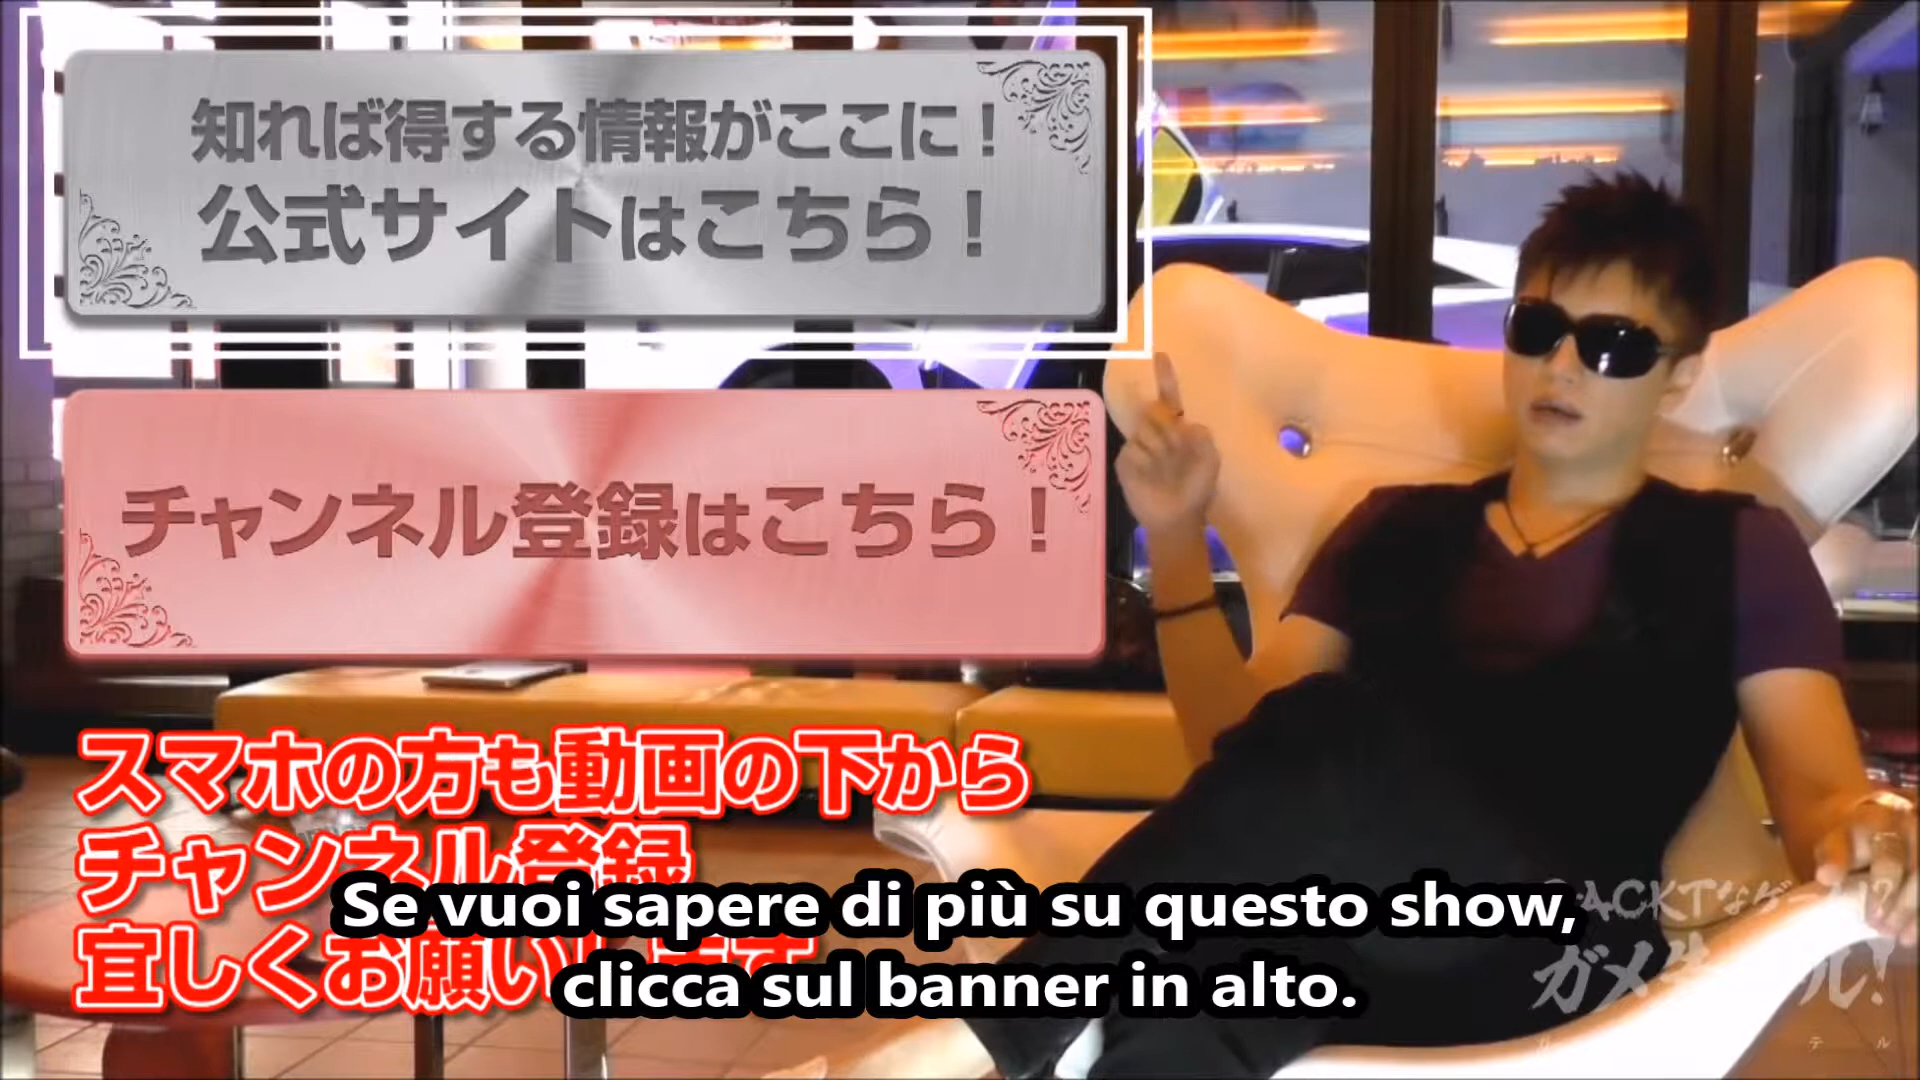 知れば得する情報がここに！
公式サイトはこちら！
チャンネル登録はこちら！
スマホの方も動画の下から
チャンネル登録
宜しくお願いします
Se vuoi sapere di più su questo show,
clicca sul banner in alto.